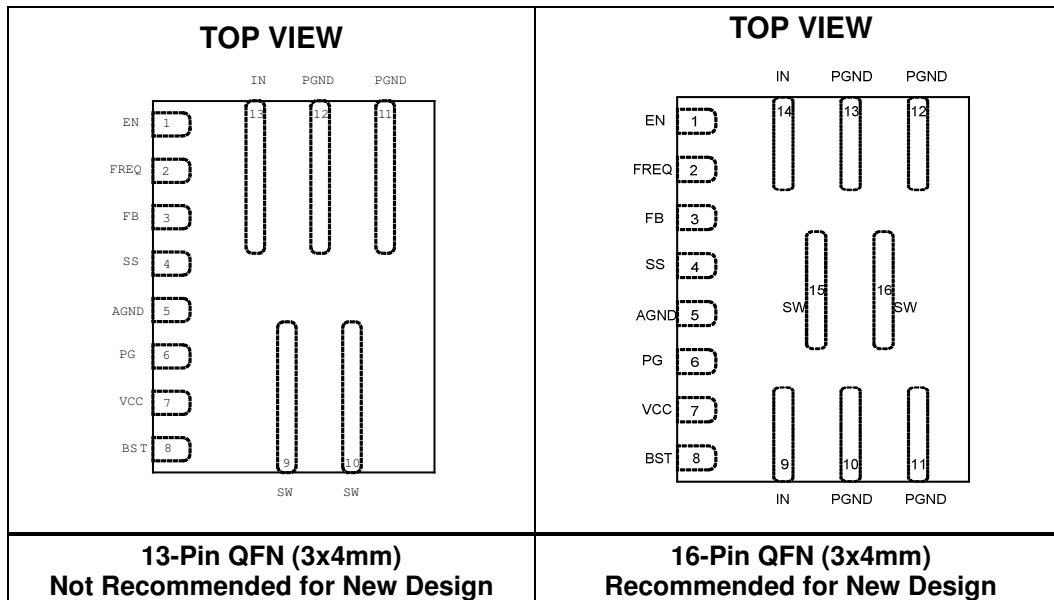 TOP VIEW
IN PGND PGND
13 12 11
EN 1
FREQ 2
FB 3
SS 4
AGND 5
PG 6
VCC 7
BST 8
9 10
SW SW
13-Pin QFN (3x4mm)
Not Recommended for New Design
TOP VIEW
IN PGND PGND
14 13 12
EN 1
FREQ 2
FB 3
SS 4
15 16
SW SW
AGND 5
PG 6
VCC 7
BST 8
9 10 11
IN PGND PGND
16-Pin QFN (3x4mm)
Recommended for New Design